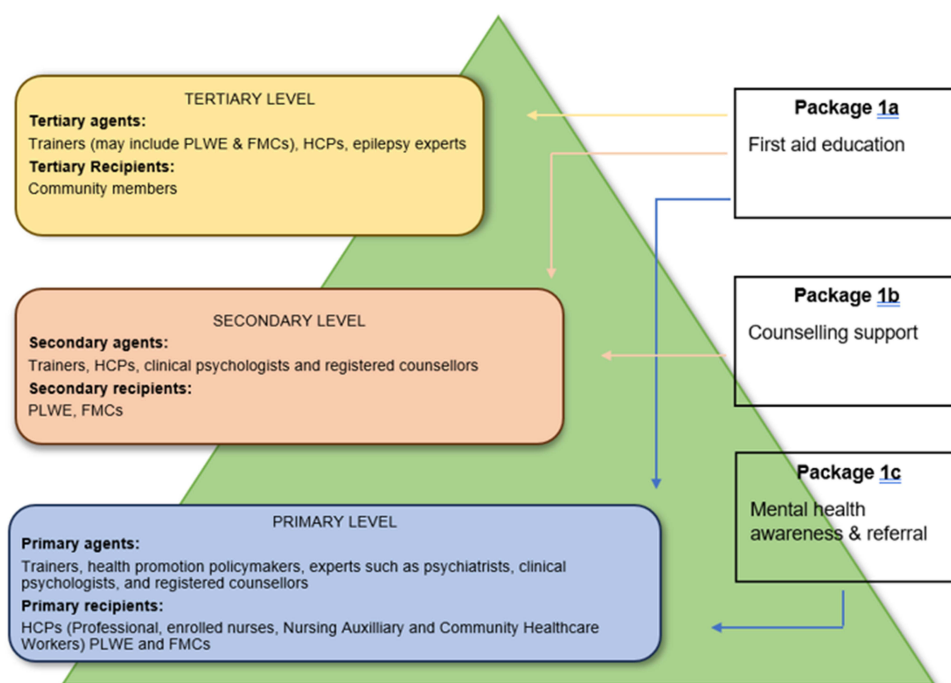 TERTIARY LEVEL
Tertiary agents:
Trainers (may include PLWE & FMCs), HCPs, epilepsy experts
Tertiary Recipients:
Community members
SECONDARY LEVEL
Secondary agents:
Trainers, HCPs, clinical psychologists and registered counsellors
Secondary recipients:
PLWE, FMCs
PRIMARY LEVEL
Primary agents:
Trainers, health promotion policymakers, experts such as psychiatrists, clinical
psychologists, and registered counsellors
Primary recipients:
HCPs (Professional, enrolled nurses, Nursing Auxilliary and Community Healthcare
Workers) PLWE and FMCs
Package 1a
First aid education
Package 1b
Counselling support
Package 1c
Mental health
awareness & referral